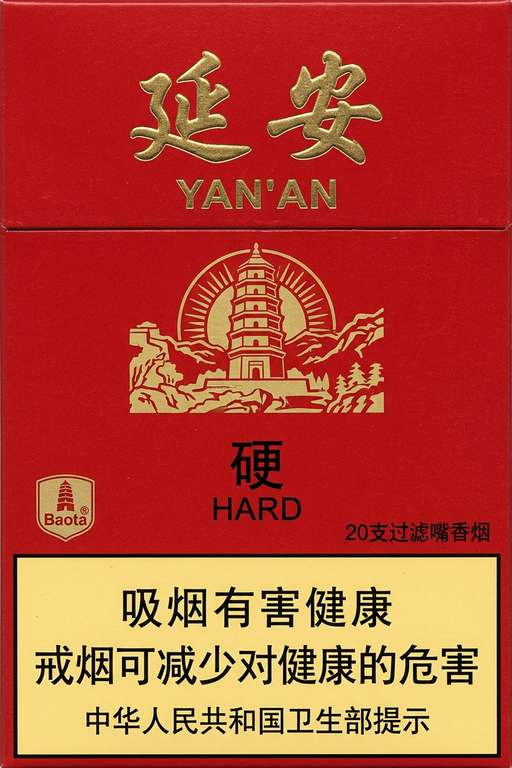 延安
YAN'AN
硬
HARD
Baota®
20支过滤嘴香烟
吸烟有害健康
戒烟可减少对健康的危害
中华人民共和国卫生部提示